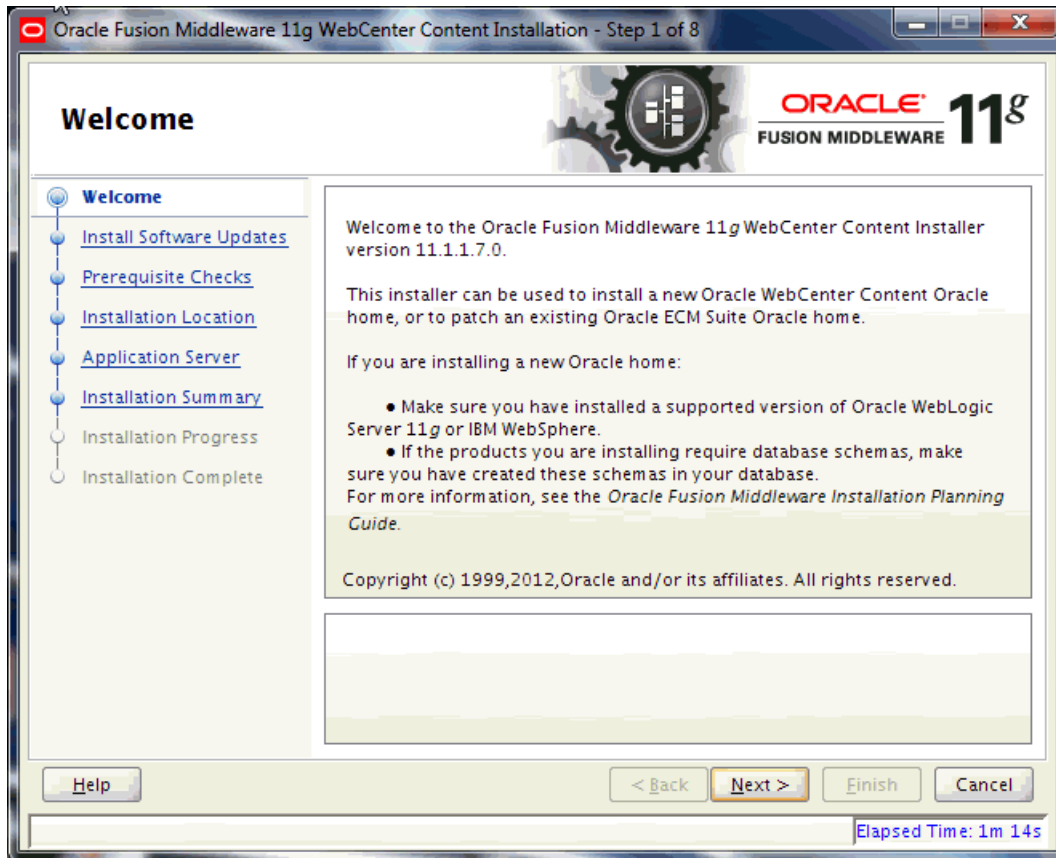 Oracle Fusion Middleware 11g WebCenter Content Installation - Step 1 of 8
Welcome
ORACLE
FUSION MIDDLEWARE 11g
Welcome
Install Software Updates
Prerequisite Checks
Installation Location
Application Server
Installation Summary
Installation Progress
Installation Complete
Welcome to the Oracle Fusion Middleware 11g WebCenter Content Installer
version 11.1.1.7.0.
This installer can be used to install a new Oracle WebCenter Content Oracle
home, or to patch an existing Oracle ECM Suite Oracle home.
If you are installing a new Oracle home:
● Make sure you have installed a supported version of Oracle WebLogic
Server 11g or IBM WebSphere.
● If the products you are installing require database schemas, make
sure you have created these schemas in your database.
For more information, see the Oracle Fusion Middleware Installation Planning
Guide.
Copyright (c) 1999,2012,Oracle and/or its affiliates. All rights reserved.
Help
< Back
Next >
Finish
Cancel
Elapsed Time: 1m 14s